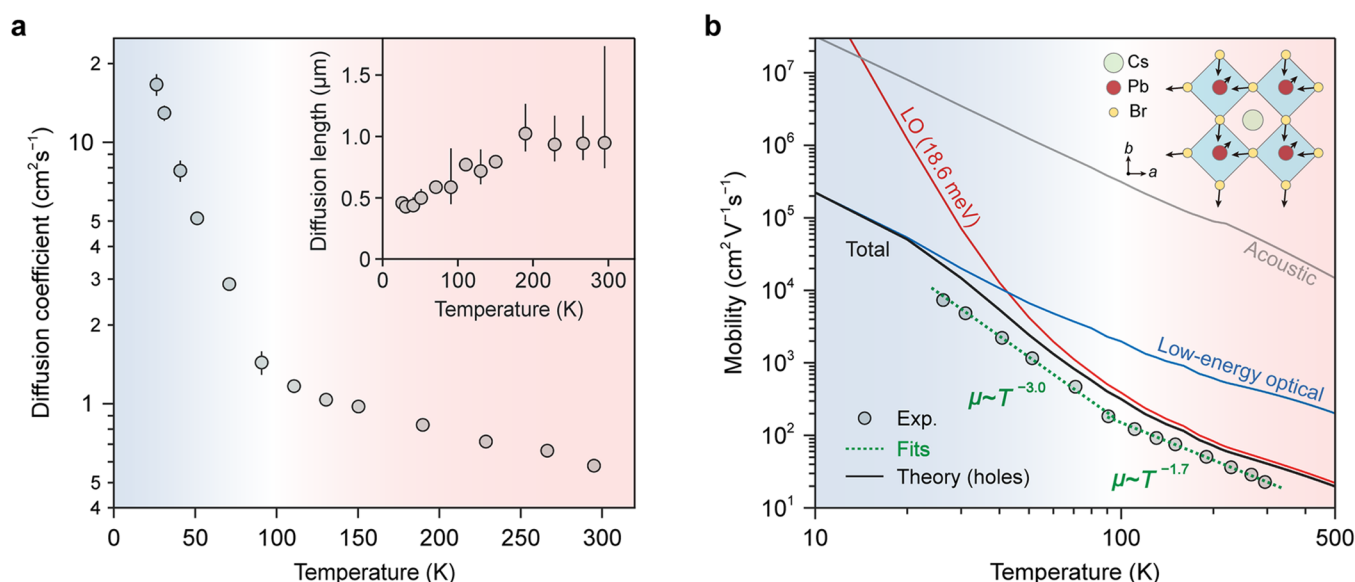 a
Diffusion coefficient (cm²s⁻¹)
2
10
5
4
3
2
1
5
4
0
50
100
150
200
250
300
Temperature (K)
Diffusion length (μm)
1.5
1.0
0.5
0
0
100
200
300
Temperature (K)
b
Mobility (cm² V⁻¹ s⁻¹)
10⁷
10⁶
10⁵
10⁴
10³
10²
10¹
10
100
500
Temperature (K)
LO (18.6 meV)
Total
Acoustic
Low-energy optical
μ~T ⁻³·⁰
μ~T ⁻¹·⁷
Exp.
Fits
Theory (holes)
Cs
Pb
Br
b
a